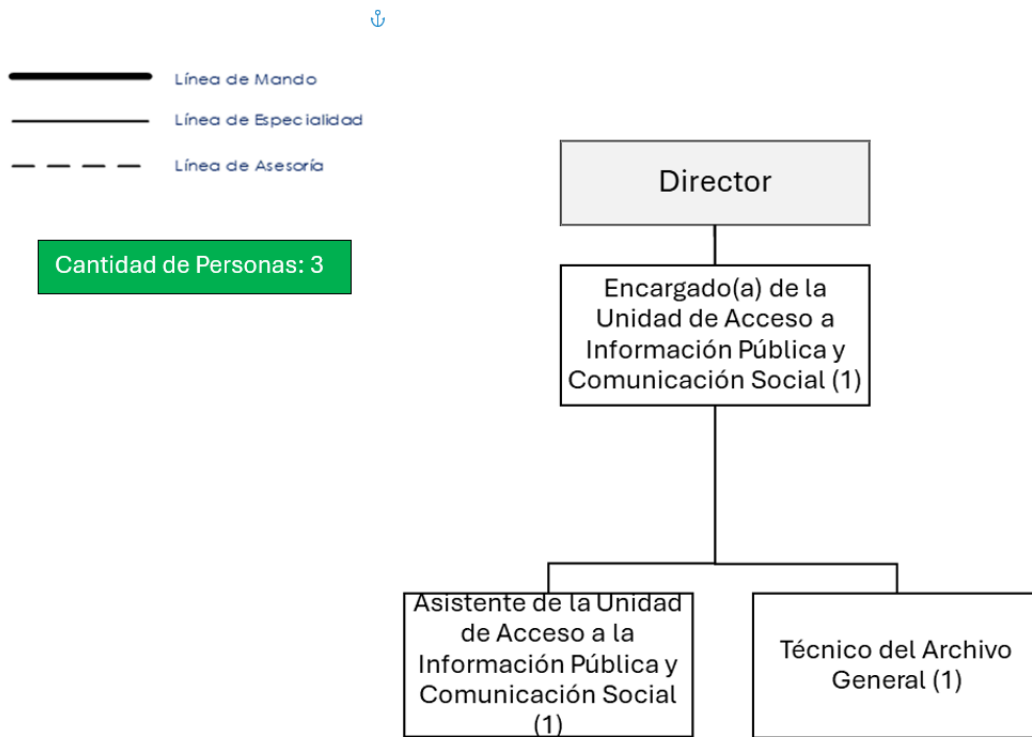 Línea de Mando
Línea de Especialidad
Línea de Asesoría
Cantidad de Personas: 3
Director
Encargado(a) de la
Unidad de Acceso a
Información Pública y
Comunicación Social (1)
Asistente de la Unidad
de Acceso a la
Información Pública y
Comunicación Social
(1)
Técnico del Archivo
General (1)